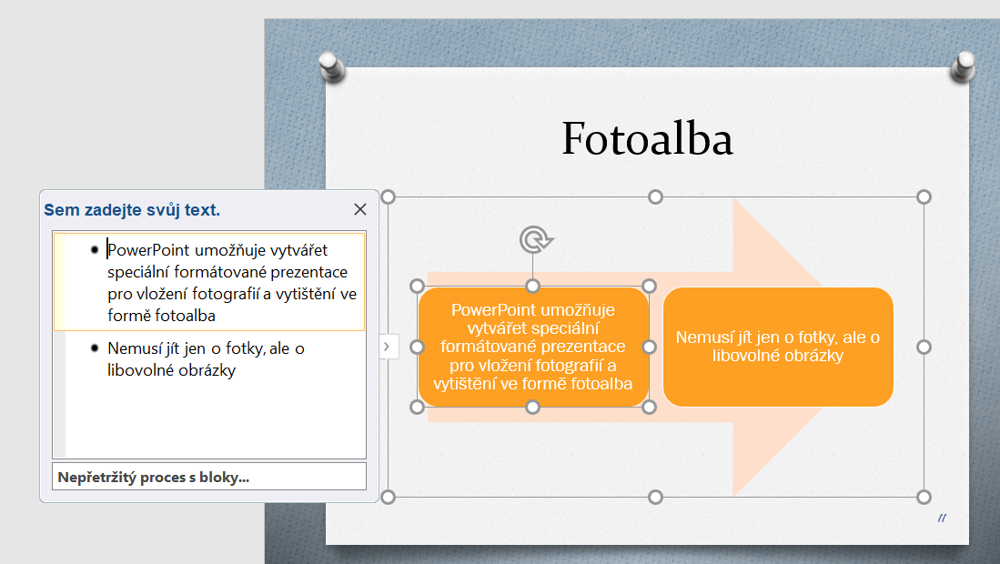 Fotoalba
Sem zadejte svůj text.
PowerPoint umožňuje vytvářet
speciální formátované prezentace
pro vložení fotografií a vytištění ve
formě fotoalba
Nemusí jít jen o fotky, ale o
libovolné obrázky
Nepřetržitý proces s bloky...
PowerPoint umožňuje
vytvářet speciální
formátované prezentace
pro vložení fotografií a
vytištění ve formě fotoalba
Nemusí jít jen o fotky, ale o
libovolné obrázky